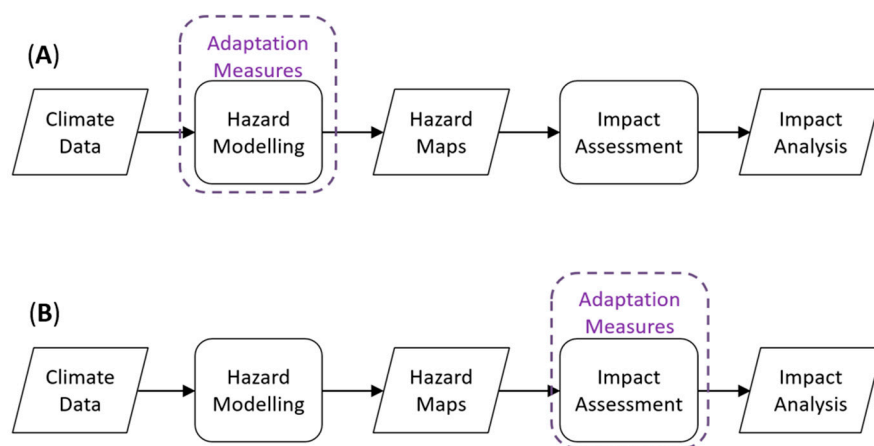 (A)
Adaptation
Measures
Climate
Data
Hazard
Modelling
Hazard
Maps
Impact
Assessment
Impact
Analysis
(B)
Adaptation
Measures
Climate
Data
Hazard
Modelling
Hazard
Maps
Impact
Assessment
Impact
Analysis